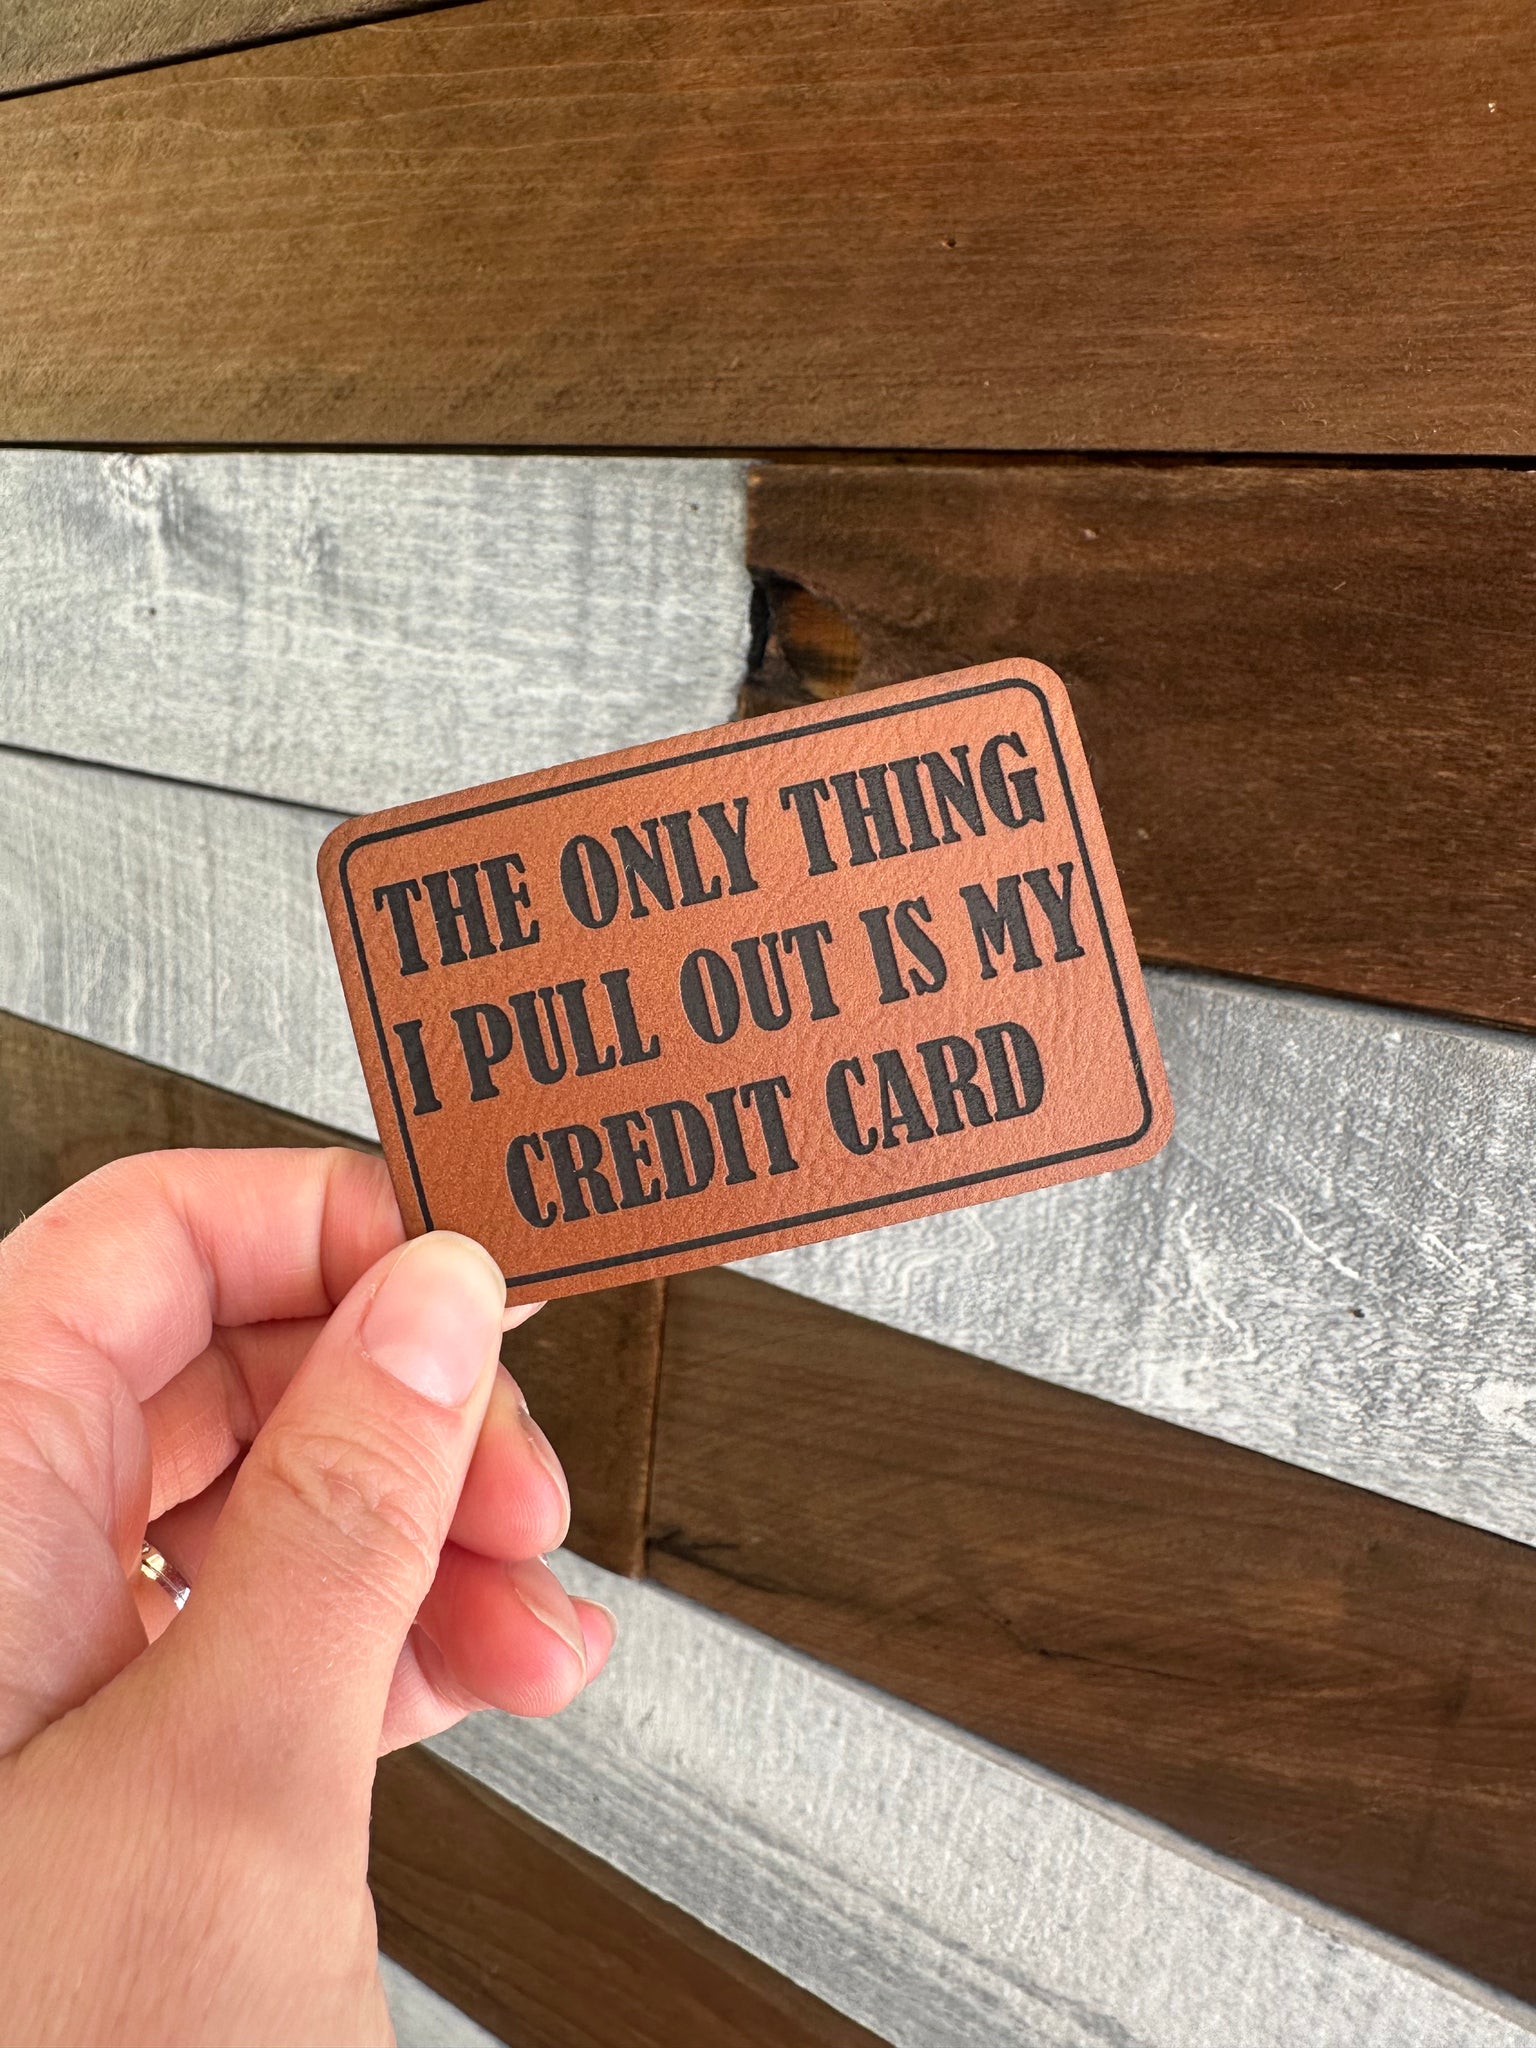 THE ONLY THING
I PULL OUT IS MY
CREDIT CARD